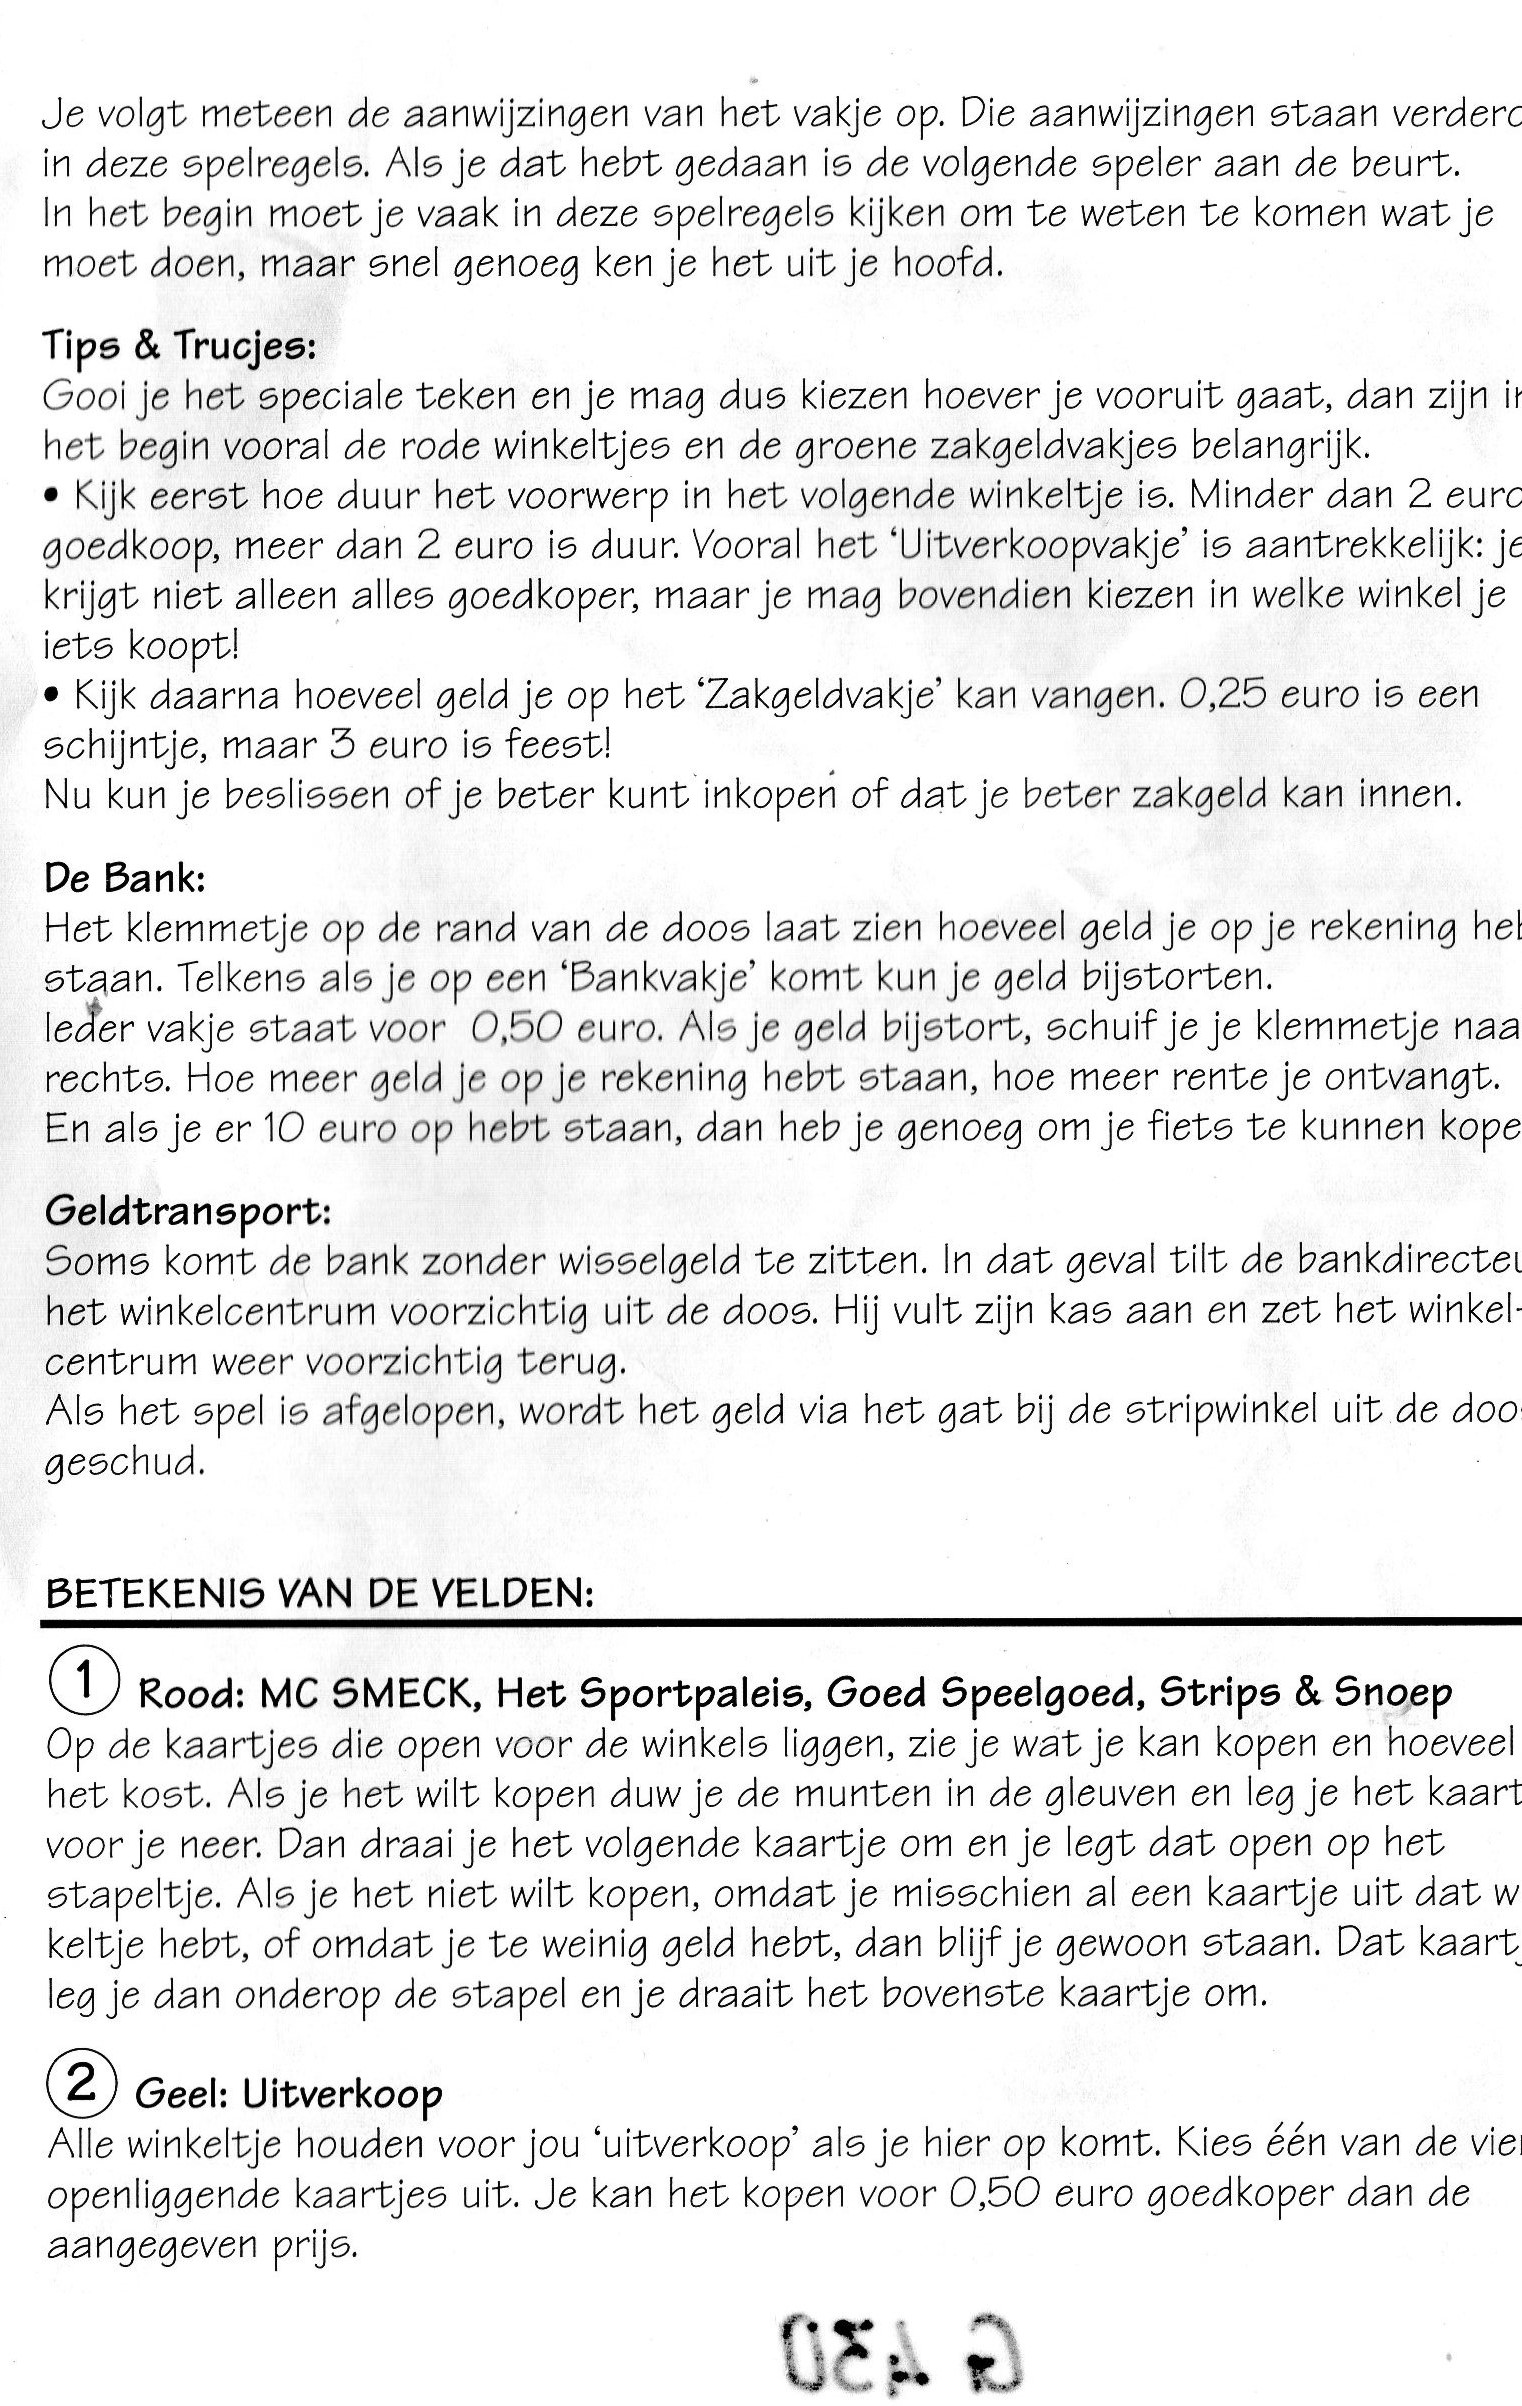 Je volgt meteen de aanwijzingen van het vakje op. Die aanwijzingen staan
in deze spelregels. Als je dat hebt gedaan is de volgende speler aan de beurt.
In het begin moet je vaak in deze spelregels kijken om te weten te komen wat je
moet doen, maar snel genoeg ken je het uit je hoofd.
Tips & Trucjes:
Gooi je het speciale teken en je mag dus kiezen hoever je vooruit gaat, dan zijn
het begin vooral de rode winkeltjes en de groene zakgeldvakjes belangrijk.
• Kijk eerst hoe duur het voorwerp in het volgende winkeltje is. Minder dan 2 euro
goedkoop, meer dan 2 euro is duur. Vooral het ‘Uitverkoopvakje’ is aantrekkelijk: je
krijgt niet alleen alles goedkoper, maar je mag bovendien kiezen in welke winkel je
iets koopt!
• Kijk daarna hoeveel geld je op het ‘Zakgeldvakje’ kan vangen. 0,25 euro is een
schijntje, maar 3 euro is feest!
Nu kun je beslissen of je beter kunt inkopen of dat je beter zakgeld kan innen.
De Bank:
Het klemmetje op de rand van de doos laat zien hoeveel geld je op je rekening
staan. Telkens als je op een ‘Bankvakje’ komt kun je geld bijstorten.
Ieder vakje staat voor 0,50 euro. Als je geld bijstort, schuif je je klemmetje
rechts. Hoe meer geld je op je rekening hebt staan, hoe meer rente je ontvangt.
En als je er 10 euro op hebt staan, dan heb je genoeg om je fiets te kunnen
Geldtransport:
Soms komt de bank zonder wisselgeld te zitten. In dat geval tilt de
het winkelcentrum voorzichtig uit de doos. Hij vult zijn kas aan en zet het winkel-
centrum weer voorzichtig terug.
Als het spel is afgelopen, wordt het geld via het gat bij de stripwinkel uit de
geschud.
BETEKENIS VAN DE VELDEN:
1 Rood: MC SMECK, Het Sportpaleis, Goed Speelgoed, Strips & Snoep
Op de kaartjes die open voor de winkels liggen, zie je wat je kan kopen en hoeveel
het kost. Als je het wilt kopen duw je de munten in de gleuven en leg je het
voor je neer. Dan draai je het volgende kaartje om en je legt dat open op het
stapeltje. Als je het niet wilt kopen, omdat je misschien al een kaartje uit dat
keltje hebt, of omdat je te weinig geld hebt, dan blijf je gewoon staan. Dat
leg je dan onderop de stapel en je draait het bovenste kaartje om.
2 Geel: Uitverkoop
Alle winkeltje houden voor jou ‘uitverkoop’ als je hier op komt. Kies één van de vier
openliggende kaartjes uit. Je kan het kopen voor 0,50 euro goedkoper dan de
aangegeven prijs.
G 430